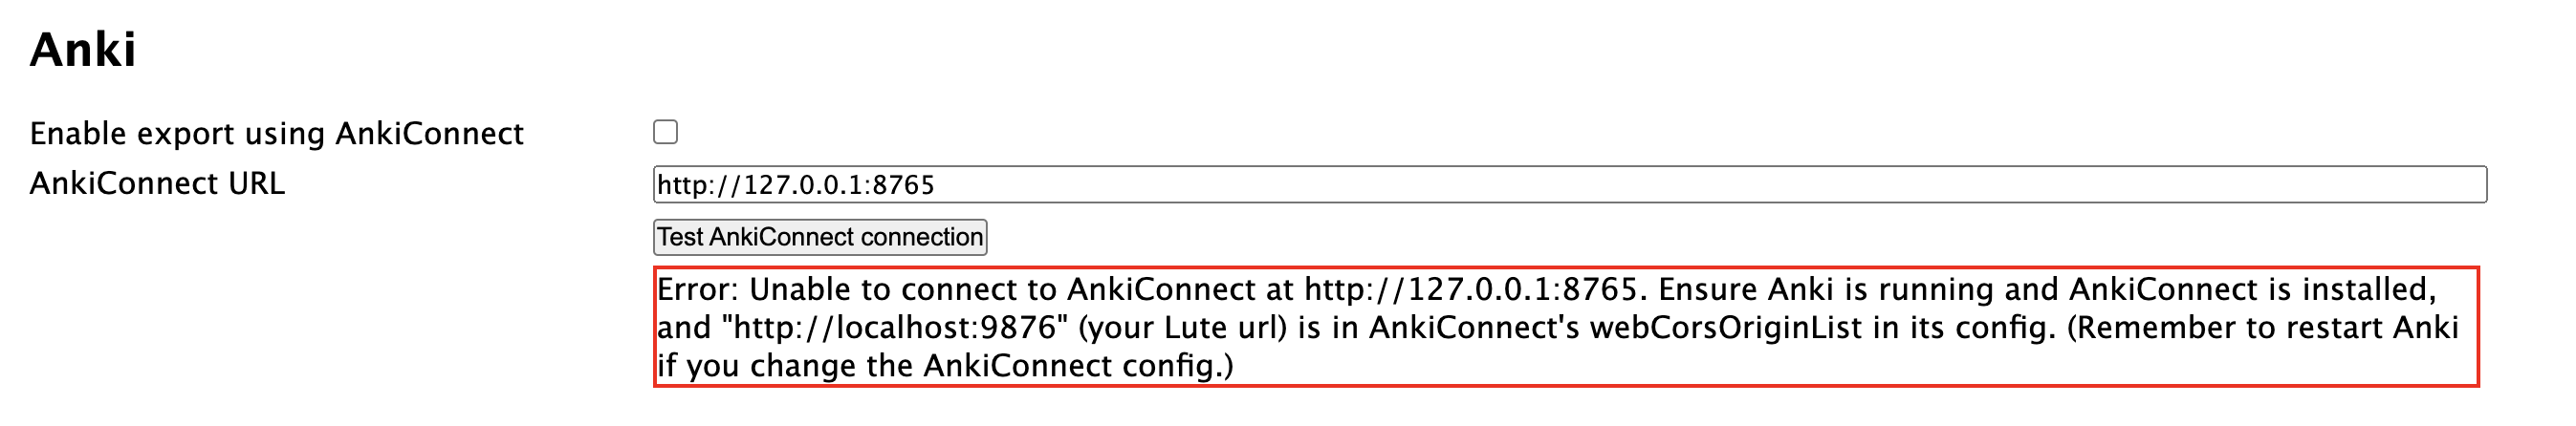 Anki
Enable export using AnkiConnect
AnkiConnect URL
http://127.0.0.1:8765
Test AnkiConnect connection
Error: Unable to connect to AnkiConnect at http://127.0.0.1:8765. Ensure Anki is running and AnkiConnect is installed,
and "http://localhost:9876" (your Lute url) is in AnkiConnect's webCorsOriginList in its config. (Remember to restart Anki
if you change the AnkiConnect config.)